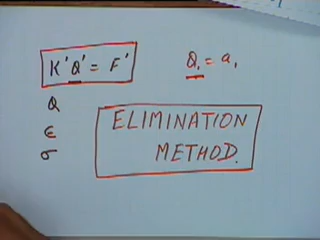 K'Q' = F'
Q₁ = a₁
Q
ϵ
σ
ELIMINATION
METHOD.